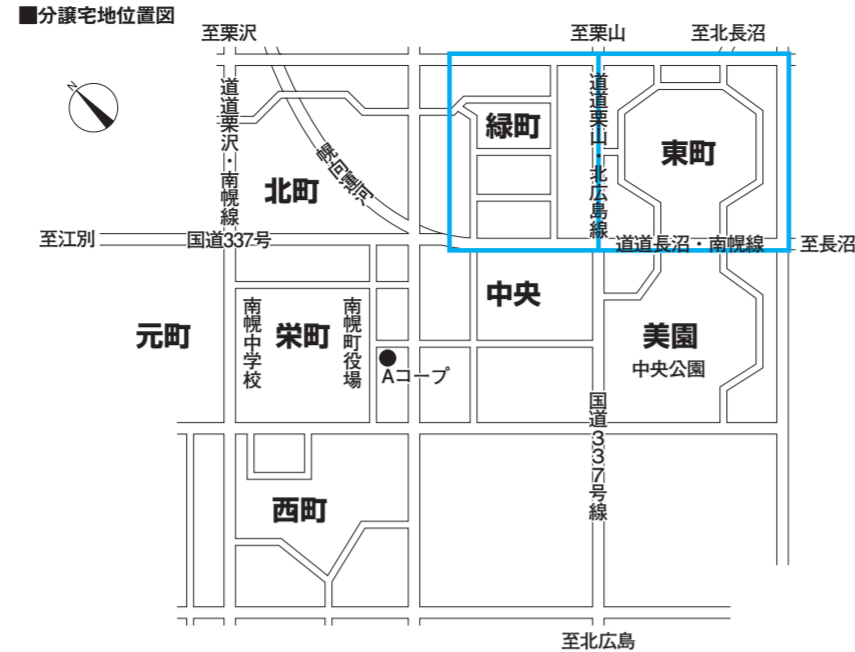 ■分譲宅地位置図
至栗沢
至栗山
至北長沼
N
道道栗沢・南幌線
幌向運河
緑町
道道栗山・北広島線
東町
北町
至江別
国道337号
道道長沼・南幌線
至長沼
元町
南幌中学校
栄町
南幌町役場
Aコープ
中央
美園
中央公園
国道337号線
西町
至北広島